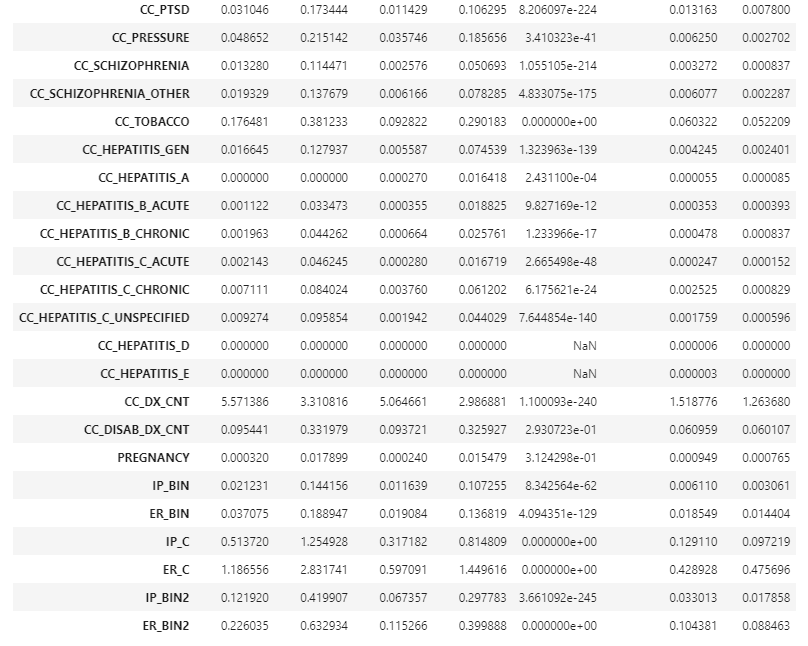 CC_PTSD 0.031046 0.173444 0.011429 0.106295 8.206097e-224 0.013163 0.007800
CC_PRESSURE 0.048652 0.215142 0.035746 0.185656 3.410323e-41 0.006250 0.002702
CC_SCHIZOPHRENIA 0.013280 0.114471 0.002576 0.050693 1.055105e-214 0.003272 0.000837
CC_SCHIZOPHRENIA_OTHER 0.019329 0.137679 0.006166 0.078285 4.833075e-175 0.006077 0.002287
CC_TOBACCO 0.176481 0.381233 0.092822 0.290183 0.000000e+00 0.060322 0.052209
CC_HEPATITIS_GEN 0.016645 0.127937 0.005587 0.074539 1.323963e-139 0.004245 0.002401
CC_HEPATITIS_A 0.000000 0.000000 0.000270 0.016418 2.431100e-04 0.000055 0.000085
CC_HEPATITIS_B_ACUTE 0.001122 0.033473 0.000355 0.018825 9.827169e-12 0.000353 0.000393
CC_HEPATITIS_B_CHRONIC 0.001963 0.044262 0.000664 0.025761 1.233966e-17 0.000478 0.000837
CC_HEPATITIS_C_ACUTE 0.002143 0.046245 0.000280 0.016719 2.665498e-48 0.000247 0.000152
CC_HEPATITIS_C_CHRONIC 0.007111 0.084024 0.003760 0.061202 6.175621e-24 0.002525 0.000829
CC_HEPATITIS_C_UNSPECIFIED 0.009274 0.095854 0.001942 0.044029 7.644854e-140 0.001759 0.000596
CC_HEPATITIS_D 0.000000 0.000000 0.000000 0.000000 NaN 0.000006 0.000000
CC_HEPATITIS_E 0.000000 0.000000 0.000000 0.000000 NaN 0.000003 0.000000
CC_DX_CNT 5.571386 3.310816 5.064661 2.986881 1.100093e-240 1.518776 1.263680
CC_DISAB_DX_CNT 0.095441 0.331979 0.093721 0.325927 2.930723e-01 0.060959 0.060107
PREGNANCY 0.000320 0.017899 0.000240 0.015479 3.124298e-01 0.000949 0.000765
IP_BIN 0.021231 0.144156 0.011639 0.107255 8.342564e-62 0.006110 0.003061
ER_BIN 0.037075 0.188947 0.019084 0.136819 4.094351e-129 0.018549 0.014404
IP_C 0.513720 1.254928 0.317182 0.814809 0.000000e+00 0.129110 0.097219
ER_C 1.186556 2.831741 0.597091 1.449616 0.000000e+00 0.428928 0.475696
IP_BIN2 0.121920 0.419907 0.067357 0.297783 3.661092e-245 0.033013 0.017858
ER_BIN2 0.226035 0.632934 0.115266 0.399888 0.000000e+00 0.104381 0.088463